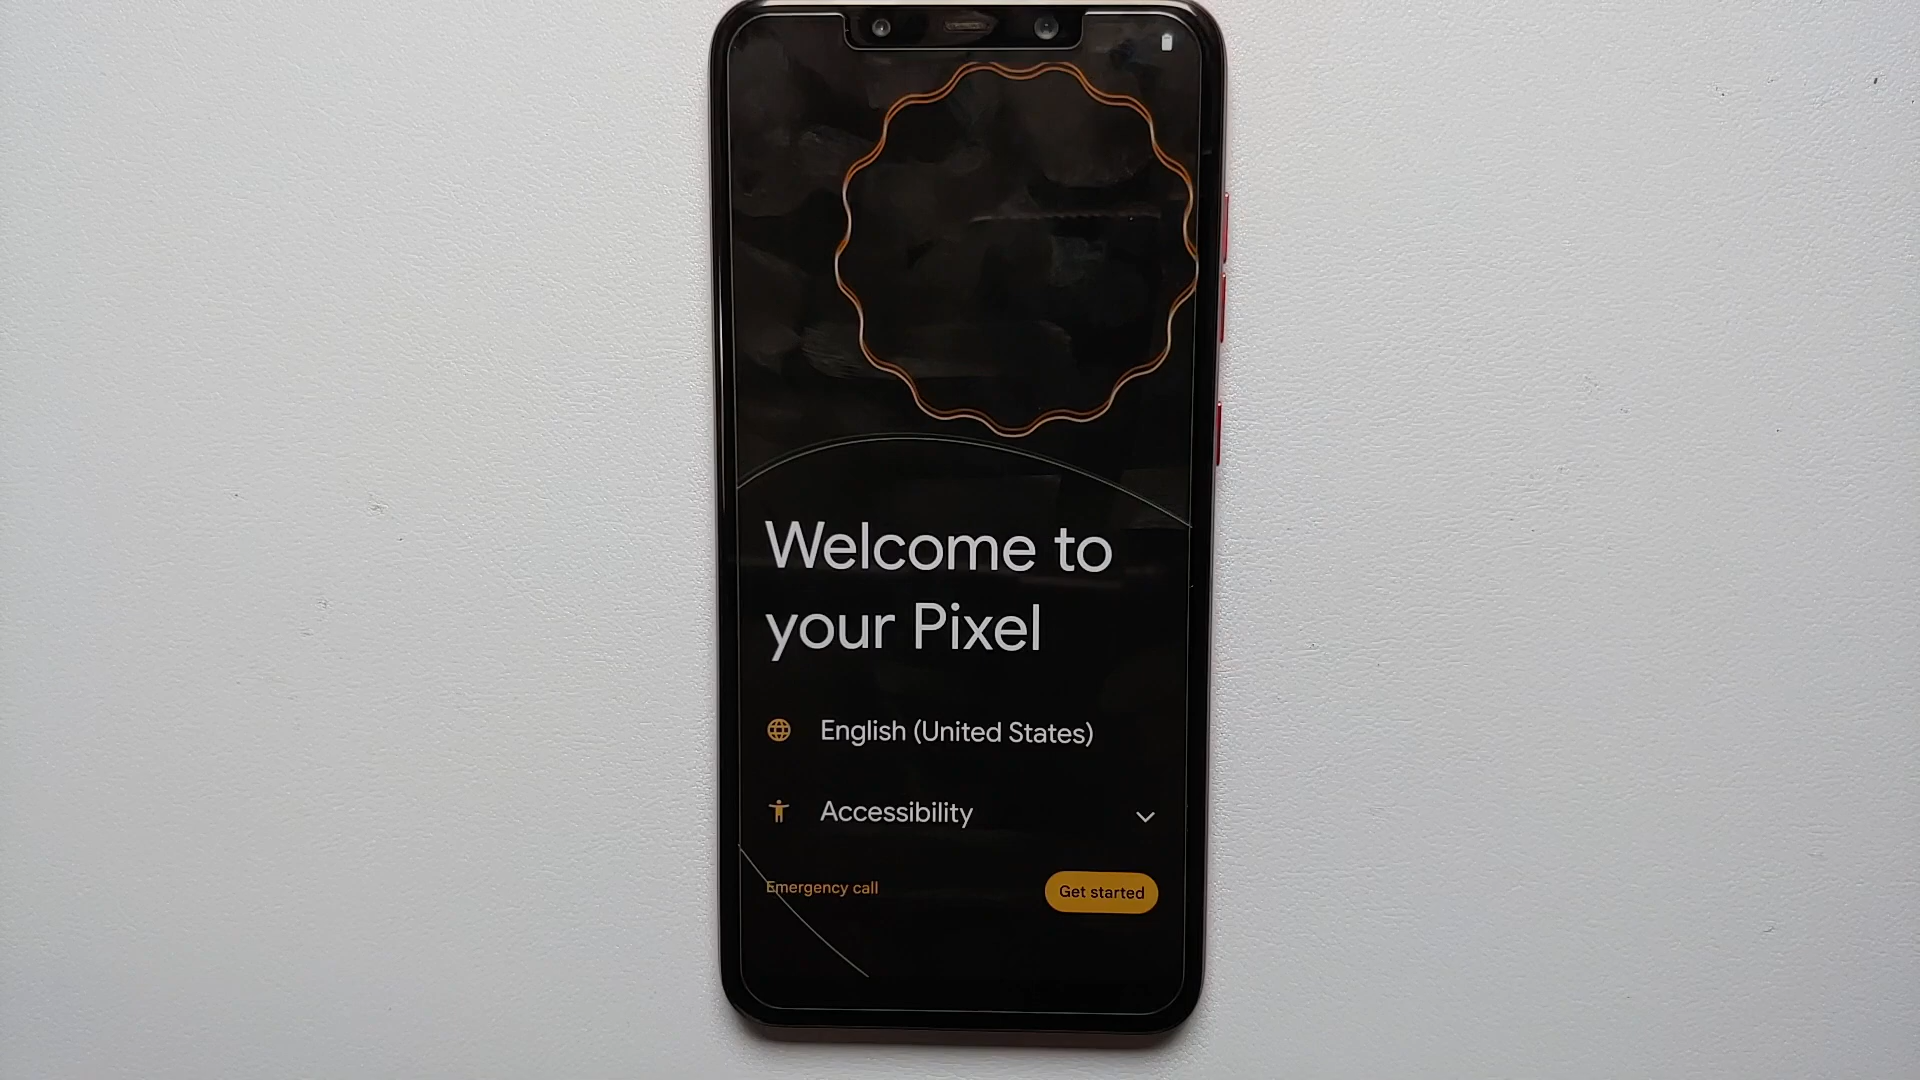 Welcome to
your Pixel
English (United States)
Accessibility
Emergency call
Get started